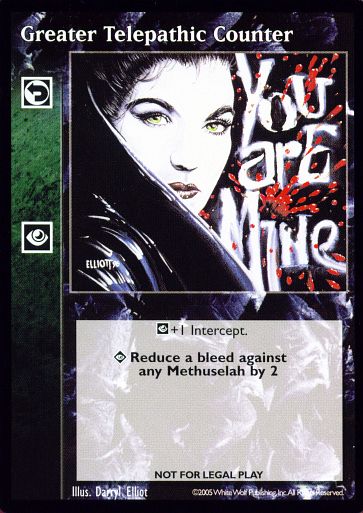 Greater Telepathic Counter
You
are
Mine
ELLIOTT
+1 Intercept.
Reduce a bleed against
any Methuselah by 2
NOT FOR LEGAL PLAY
Illus. Darryl Elliot
©2005 White Wolf Publishing, Inc. All Rights Reserved.